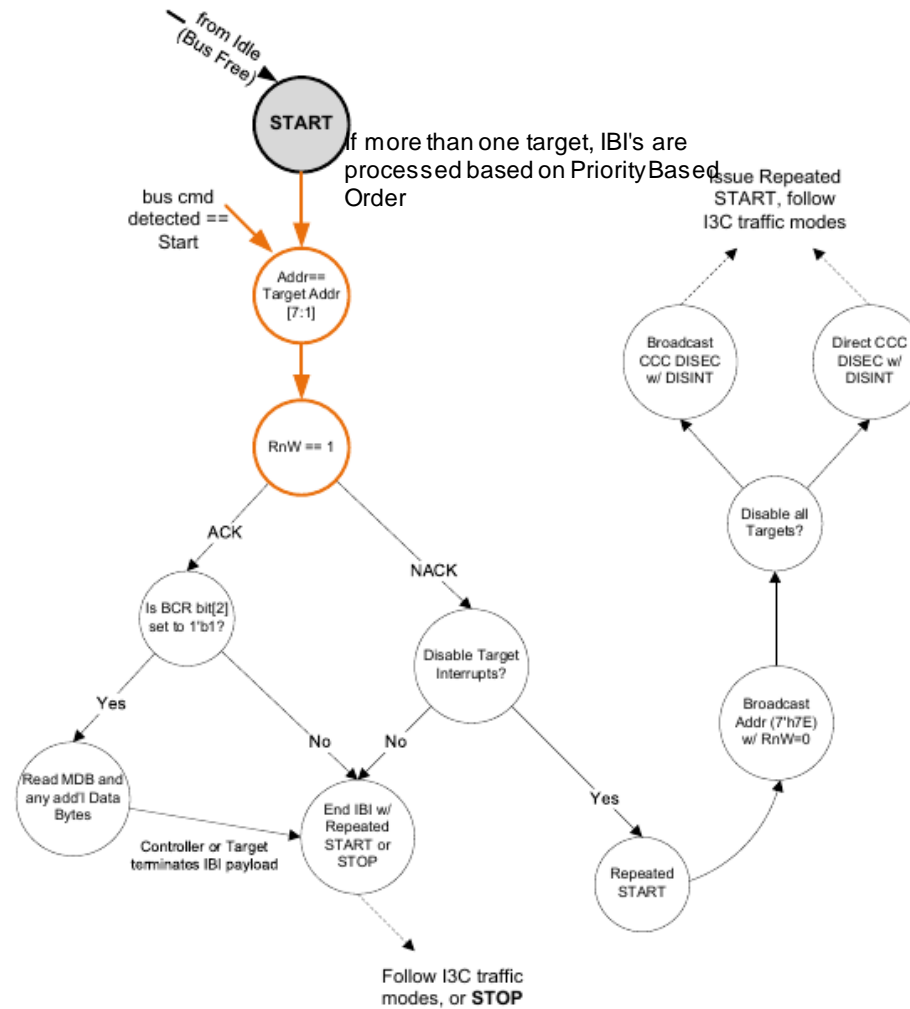 from Idle
(Bus Free)
START
If more than one target, IBI's are
processed based on Priority Based
Order
Issue Repeated
START, follow
I3C traffic modes
bus cmd
detected ==
Start
Addr==
Target Addr
[7:1]
Broadcast
CCC DISEC
w/ DISINT
Direct CCC
DISEC w/
DISINT
RnW == 1
Disable all
Targets?
ACK
NACK
Is BCR bit[2]
set to 1'b1?
Disable Target
Interrupts?
Yes
No
No
Yes
Broadcast
Addr (7'h7E)
w/ RnW=0
Read MDB and
any add'l Data
Bytes
Controller or Target
terminates IBI payload
End IBI w/
Repeated
START or
STOP
Repeated
START
Follow I3C traffic
modes, or STOP